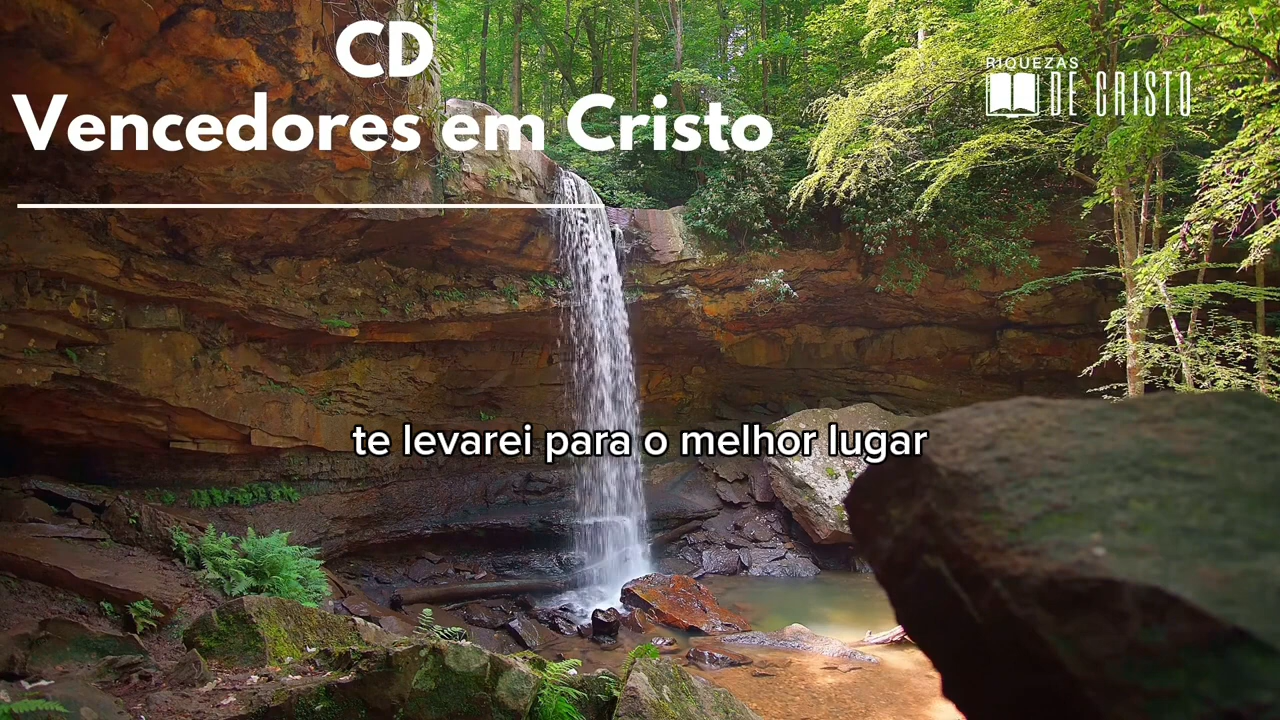 CD
Vencedores em Cristo
RIQUEZAS
DE CRISTO
te levarei para o melhor lugar